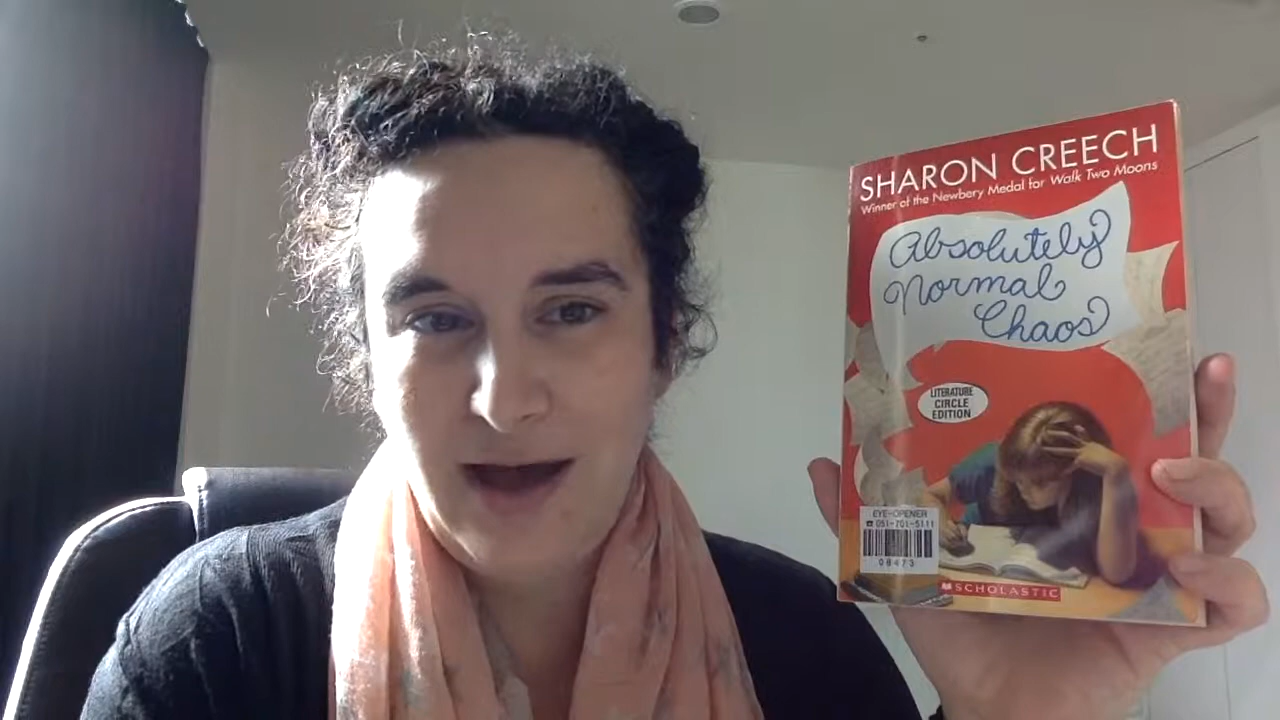 SHARON CREECH
Winner of the Newbery Medal for Walk Two Moons
Absolutely
Normal
Chaos
LITERATURE
CIRCLE
EDITION
EYE-OPENER
☎ 051-701-5111
08473
SCHOLASTIC